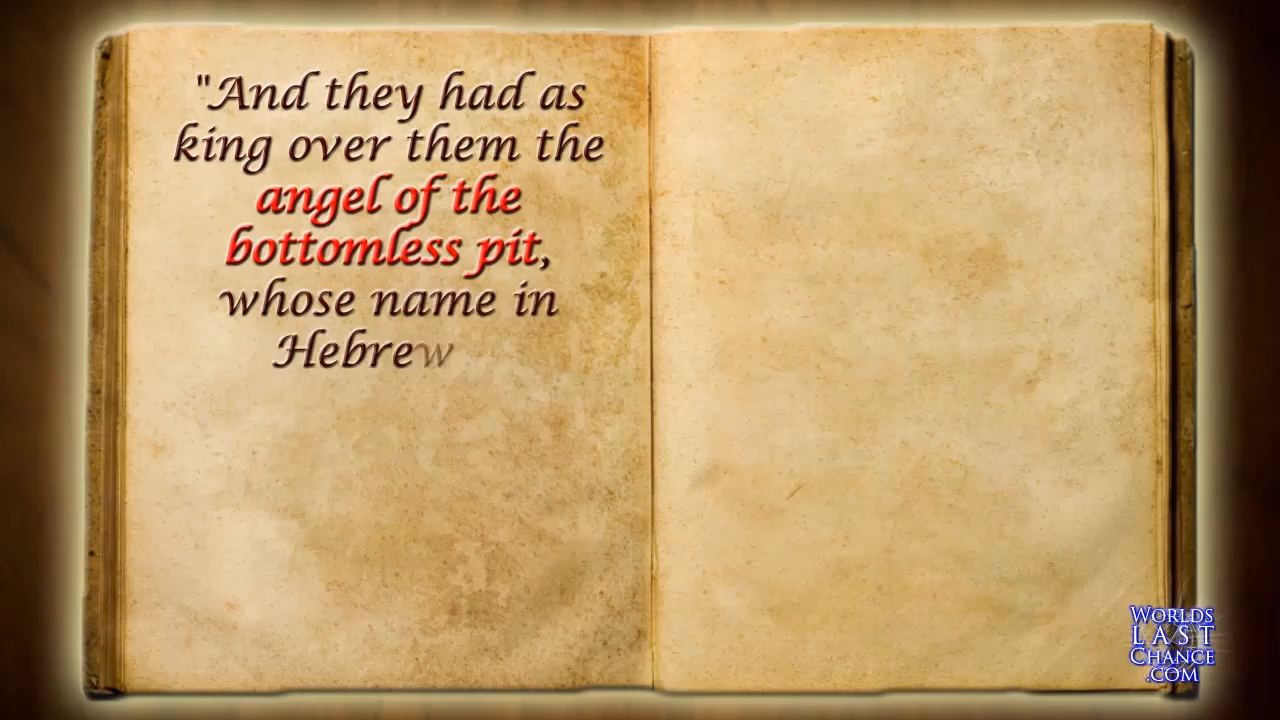 "And they had as
king over them the
angel of the
bottomless pit,
whose name in
Hebrew
WORLDS
LAST
CHANCE
.COM